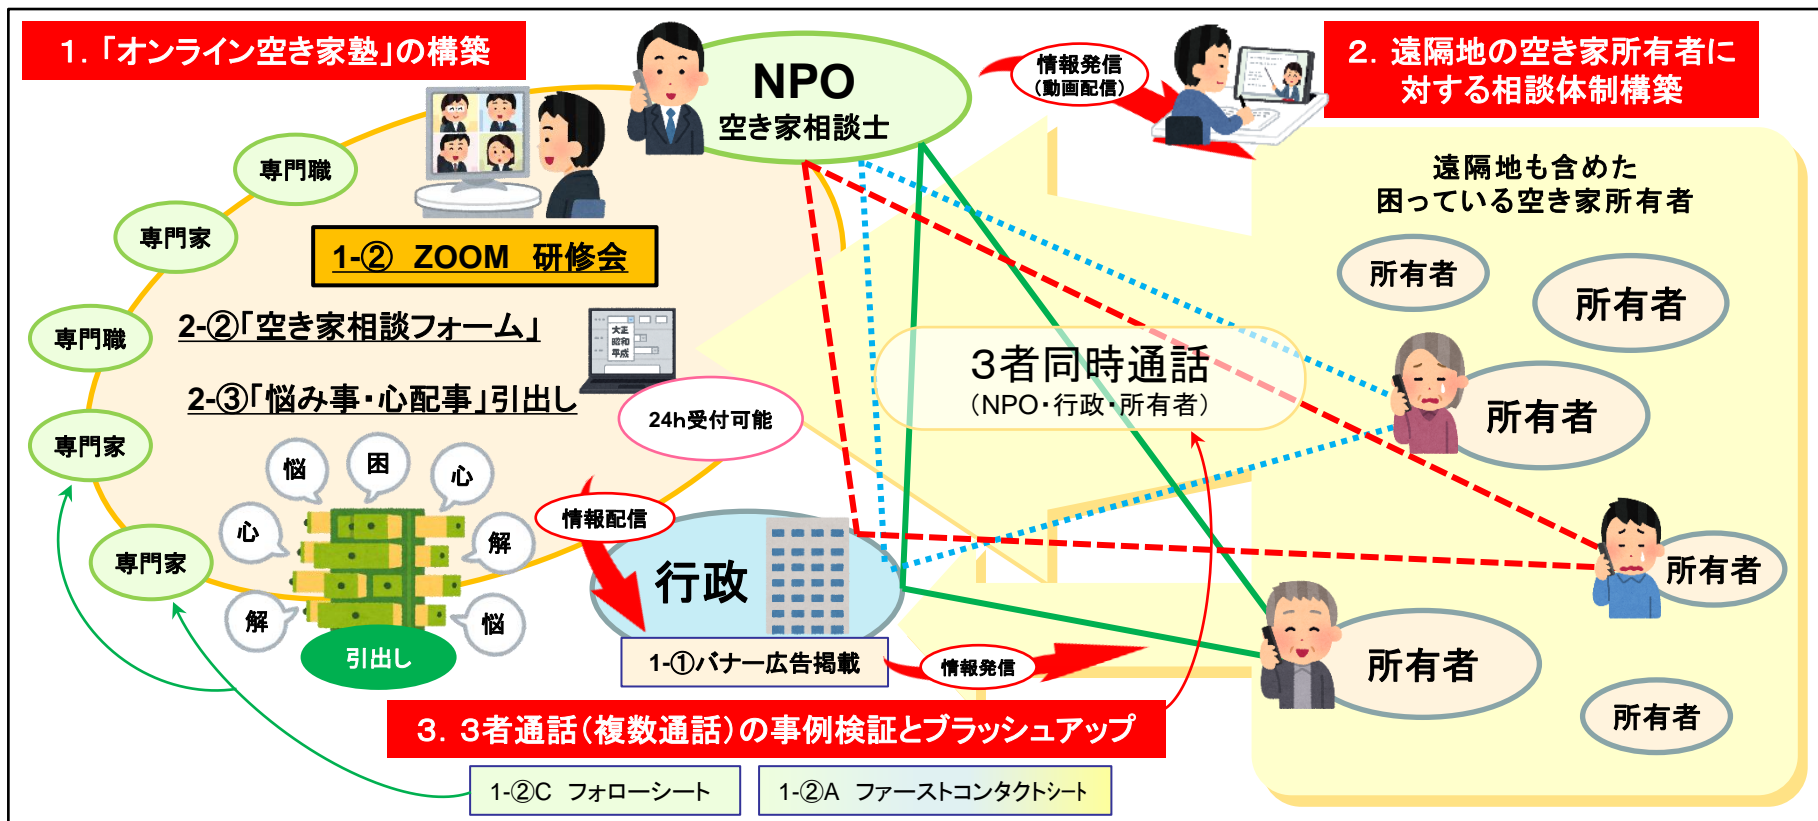 1．「オンライン空き家塾」の構築
NPO
空き家相談士
情報発信
（動画配信）
2．遠隔地の空き家所有者に
対する相談体制構築
専門職
専門家
専門職
専門家
専門家
1-② ZOOM 研修会
2-②「空き家相談フォーム」
2-③「悩み事・心配事」引出し
大正
昭和
平成
24h受付可能
悩
困
心
心
解
解
悩
引出し
情報配信
行政
1-①バナー広告掲載
情報発信
３者同時通話
（NPO・行政・所有者）
遠隔地も含めた
困っている空き家所有者
所有者
所有者
所有者
所有者
所有者
所有者
3．3者通話（複数通話）の事例検証とブラッシュアップ
1-②C フォローシート
1-②A ファーストコンタクトシート